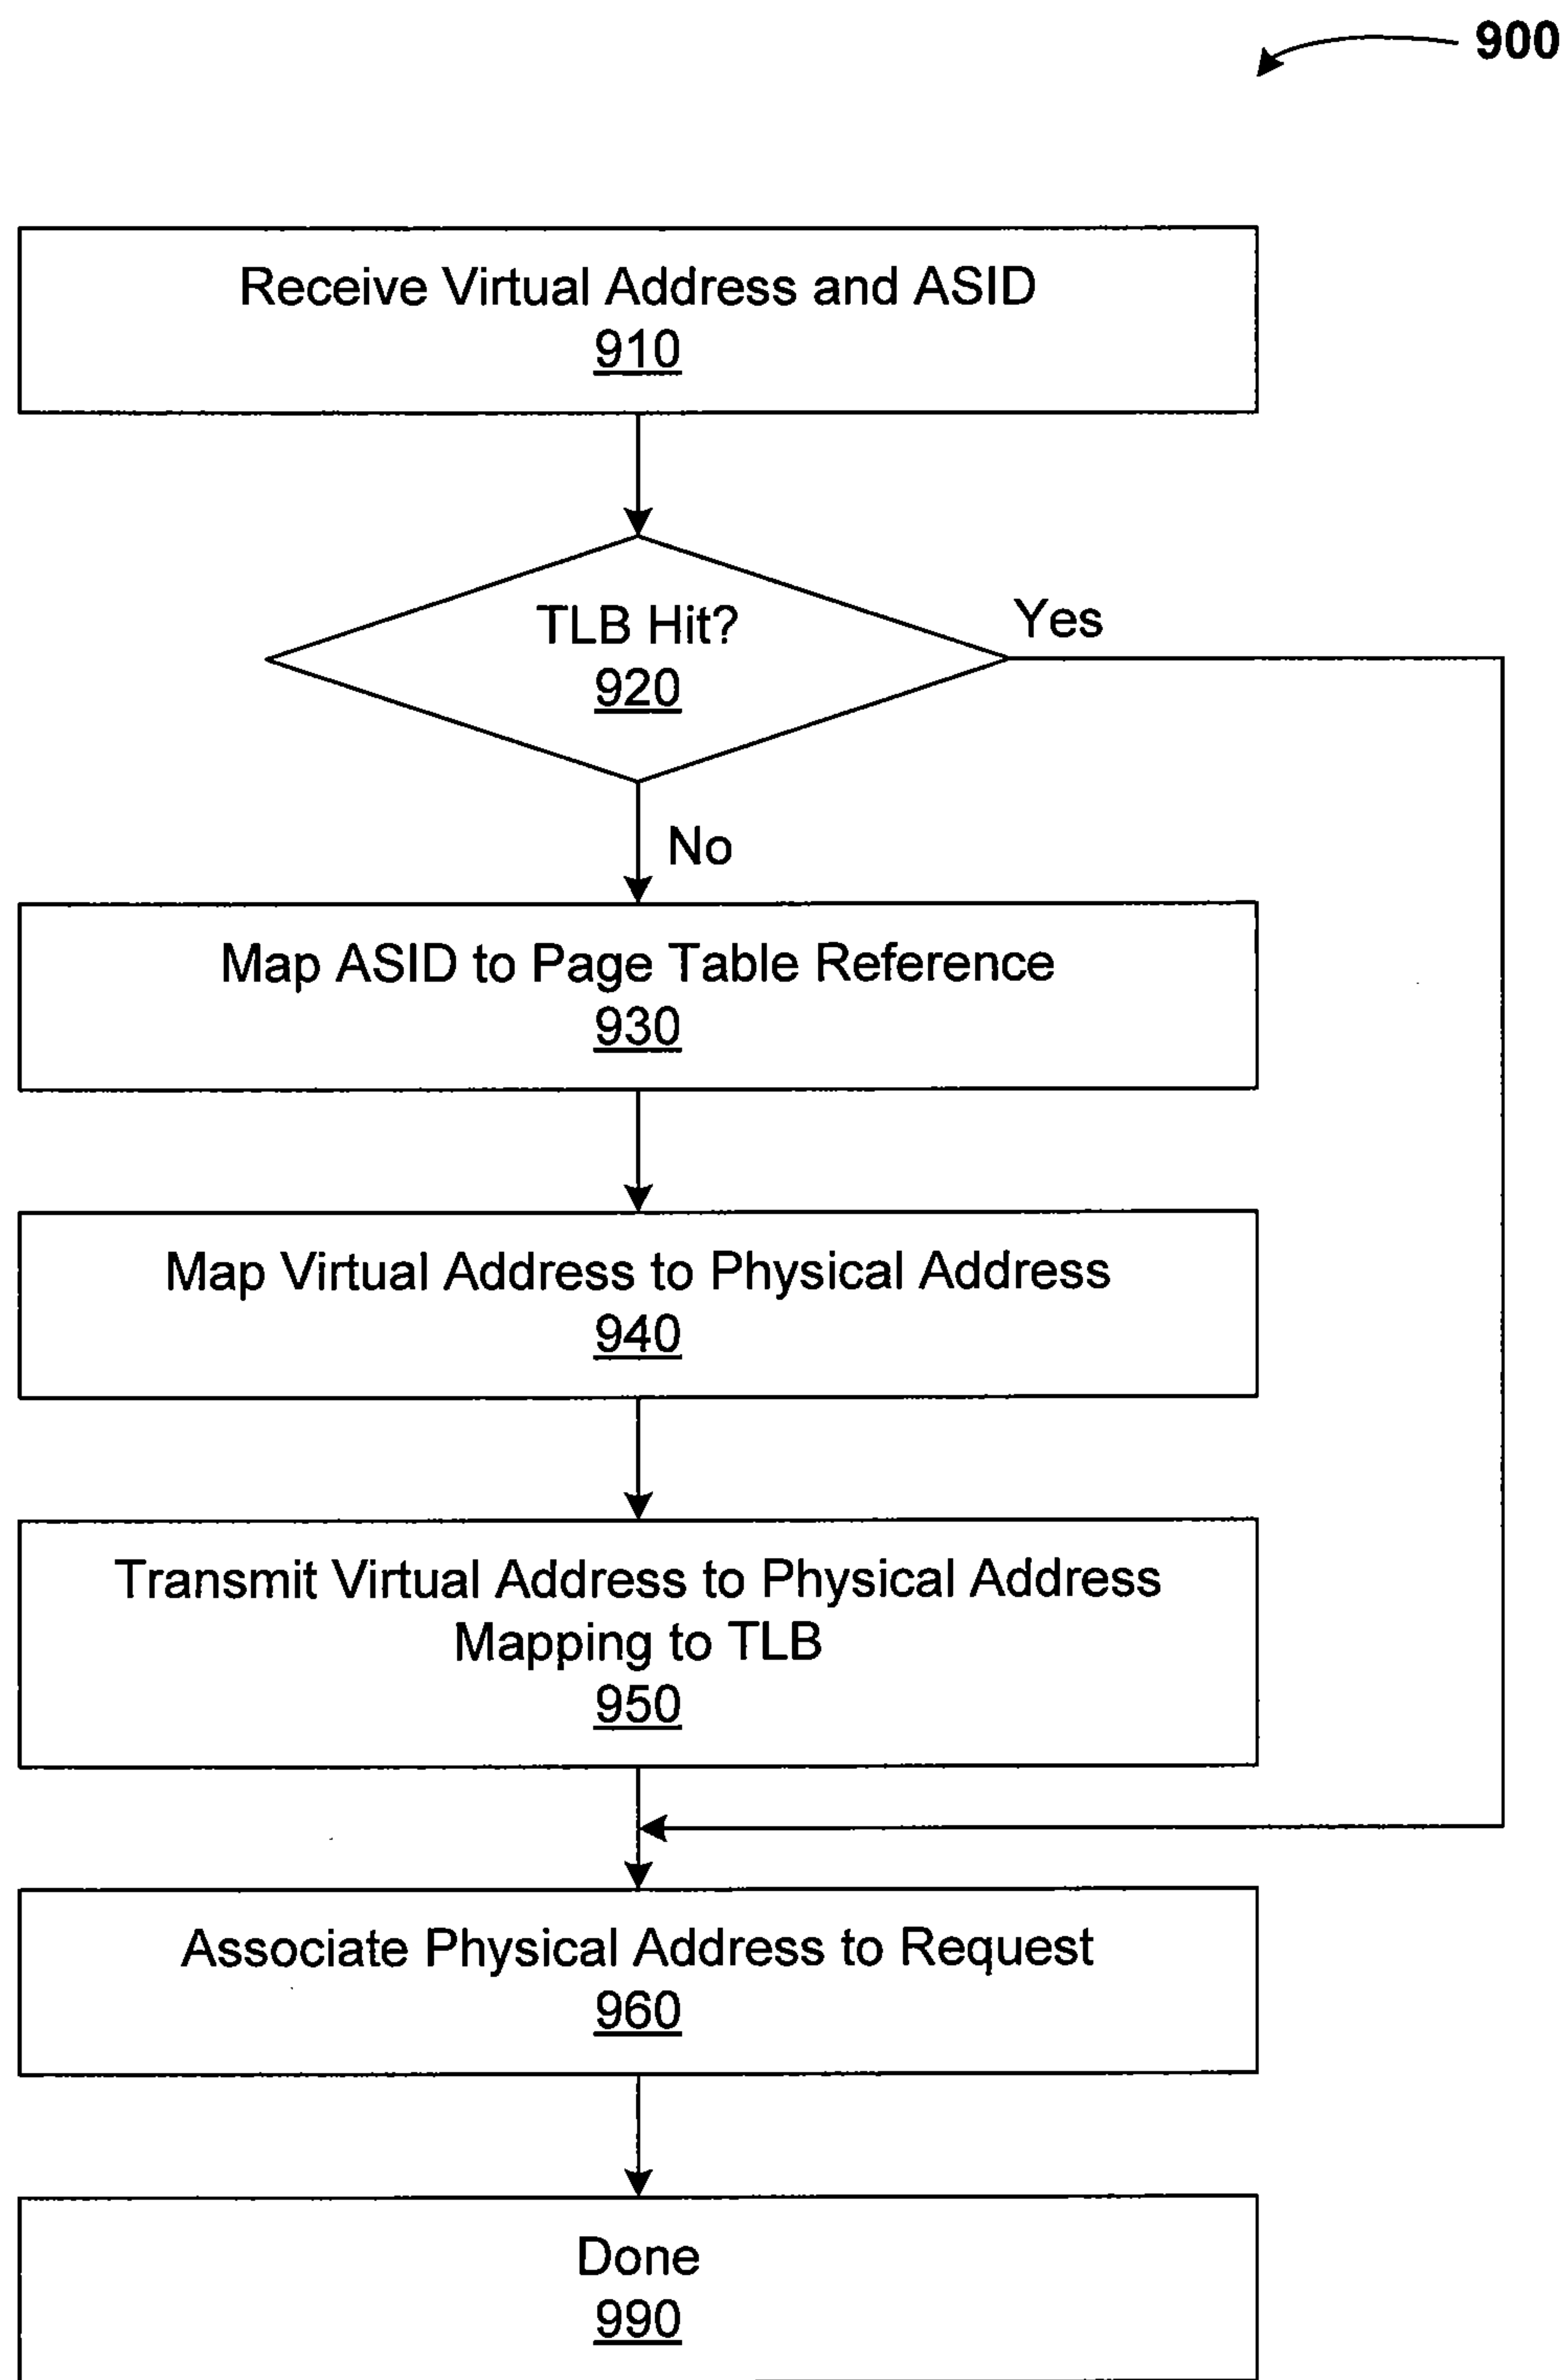 900
Receive Virtual Address and ASID
910
TLB Hit?
920
Yes
No
Map ASID to Page Table Reference
930
Map Virtual Address to Physical Address
940
Transmit Virtual Address to Physical Address
Mapping to TLB
950
Associate Physical Address to Request
960
Done
990